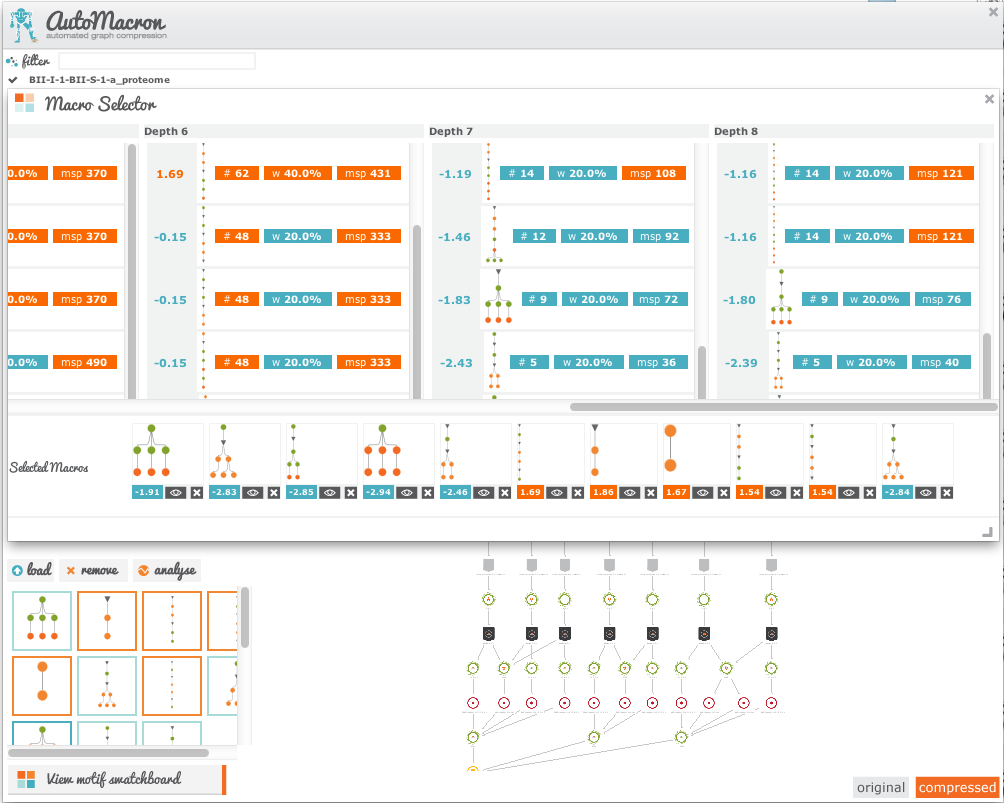 AutoMacron
automated graph compression
filter
BII-I-1-BII-S-1-a_proteome
Macro Selector
Depth 6 Depth 7 Depth 8
0.0% msp 370 1.69 # 62 w 40.0% msp 431 -1.19 # 14 w 20.0% msp 108 -1.16 # 14 w 20.0% msp 121
0.0% msp 370 -0.15 # 48 w 20.0% msp 333 -1.46 # 12 w 20.0% msp 92 -1.16 # 14 w 20.0% msp 121
0.0% msp 370 -0.15 # 48 w 20.0% msp 333 -1.83 # 9 w 20.0% msp 72 -1.80 # 9 w 20.0% msp 76
0.0% msp 490 -0.15 # 48 w 20.0% msp 333 -2.43 # 5 w 20.0% msp 36 -2.39 # 5 w 20.0% msp 40
Selected Macros
-1.91 -2.83 -2.85 -2.94 -2.46 1.69 1.86 1.67 1.54 1.54 -2.84
load remove analyse
View motif swatchboard
original compressed